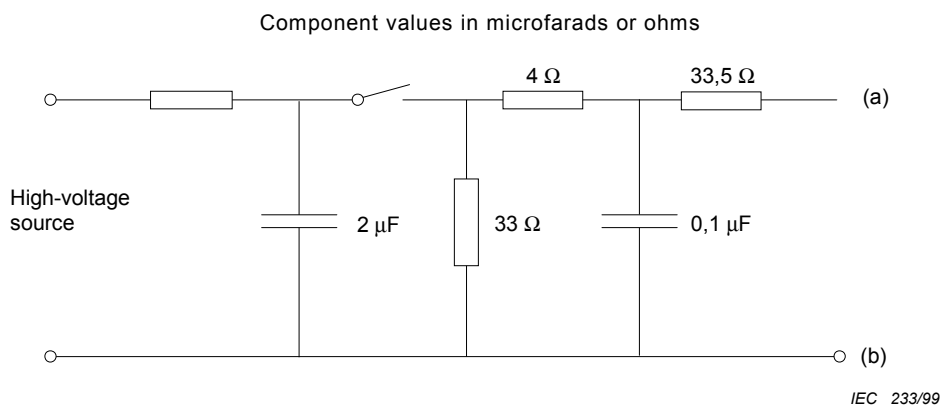 Component values in microfarads or ohms
4 Ω
33,5 Ω
(a)
High-voltage
source
2 μF
33 Ω
0,1 μF
(b)
IEC 233/99